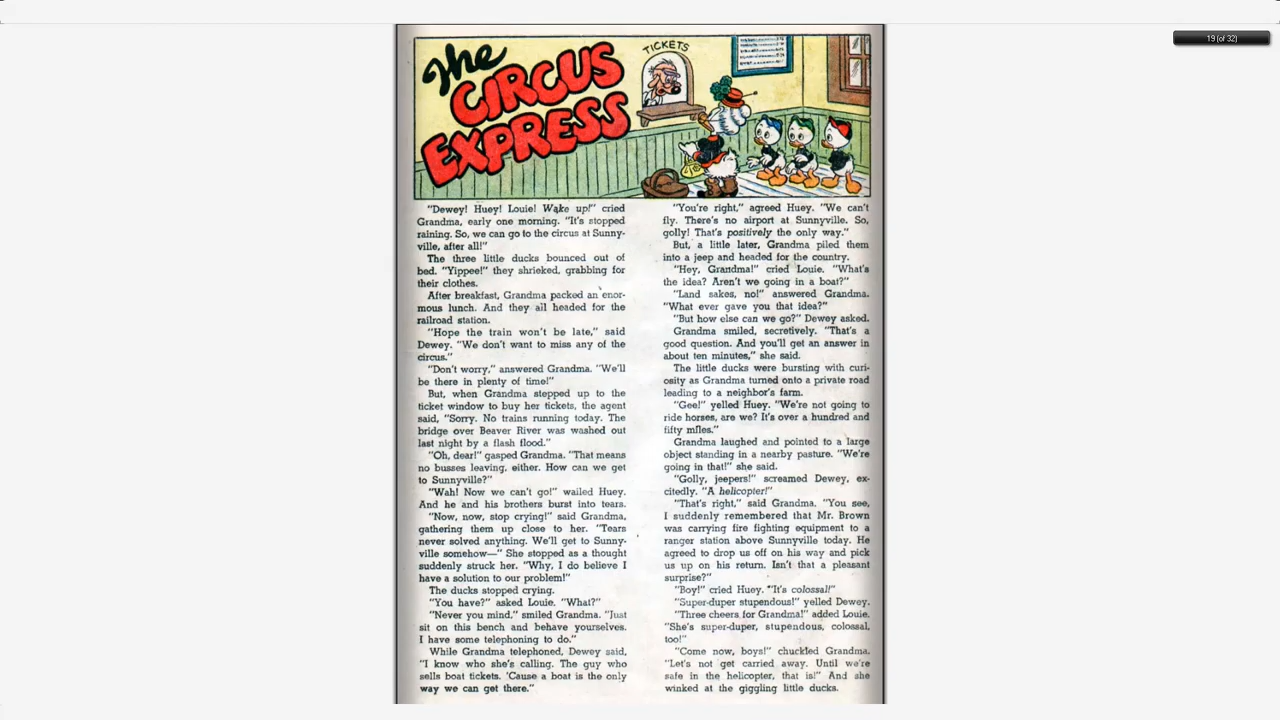 19 (of 32)
The
CIRCUS
EXPRESS
TICKETS
"Dewey! Huey! Louie! Wake up!" cried
Grandma, early one morning. "It's stopped
raining. So, we can go to the circus at Sunny-
ville, after all!"
The three little ducks bounced out of
bed. "Yippee!" they shrieked, grabbing for
their clothes.
After breakfast, Grandma packed an enor-
mous lunch. And they all headed for the
railroad station.
"Hope the train won't be late," said
Dewey. "We don't want to miss any of the
circus."
"Don't worry," answered Grandma. "We'll
be there in plenty of time!"
But, when Grandma stepped up to the
ticket window to buy her tickets, the agent
said, "Sorry. No trains running today. The
bridge over Beaver River was washed out
last night by a flash flood."
"Oh, dear!" gasped Grandma. "That means
no busses leaving, either. How can we get
to Sunnyville?"
"Wah! Now we can't go!" wailed Huey.
And he and his brothers burst into tears.
"Now, now, stop crying!" said Grandma,
gathering them up close to her. "Tears
never solved anything. We'll get to Sunny-
ville somehow—" She stopped as a thought
suddenly struck her. "Why, I do believe I
have a solution to our problem!"
The ducks stopped crying.
"You have?" asked Louie. "What?"
"Never you mind," smiled Grandma. "Just
sit on this bench and behave yourselves.
I have some telephoning to do."
While Grandma telephoned, Dewey said,
"I know who she's calling. The guy who
sells boat tickets. 'Cause a boat is the only
way we can get there."
"You're right," agreed Huey. "We can't
fly. There's no airport at Sunnyville. So,
golly! That's positively the only way."
But, a little later, Grandma piled them
into a jeep and headed for the country.
"Hey, Grandma!" cried Louie. "What's
the idea? Aren't we going in a boat?"
"Land sakes, no!" answered Grandma.
"What ever gave you that idea?"
"But how else can we go?" Dewey asked.
Grandma smiled, secretively. "That's a
good question. And you'll get an answer in
about ten minutes," she said.
The little ducks were bursting with curi-
osity as Grandma turned onto a private road
leading to a neighbor's farm.
"Gee!" yelled Huey. "We're not going to
ride horses, are we? It's over a hundred and
fifty miles."
Grandma laughed and pointed to a large
object standing in a nearby pasture. "We're
going in that!" she said.
"Golly, jeepers!" screamed Dewey, ex-
citedly. "A helicopter!"
"That's right," said Grandma. "You see,
I suddenly remembered that Mr. Brown
was carrying fire fighting equipment to a
ranger station above Sunnyville today. He
agreed to drop us off on his way and pick
us up on his return. Isn't that a pleasant
surprise?"
"Boy!" cried Huey. "It's colossal!"
"Super-duper stupendous!" yelled Dewey.
"Three cheers for Grandma!" added Louie.
"She's super-duper, stupendous, colossal,
too!"
"Come now, boys!" chuckled Grandma.
"Let's not get carried away. Until we're
safe in the helicopter, that is!" And she
winked at the giggling little ducks.